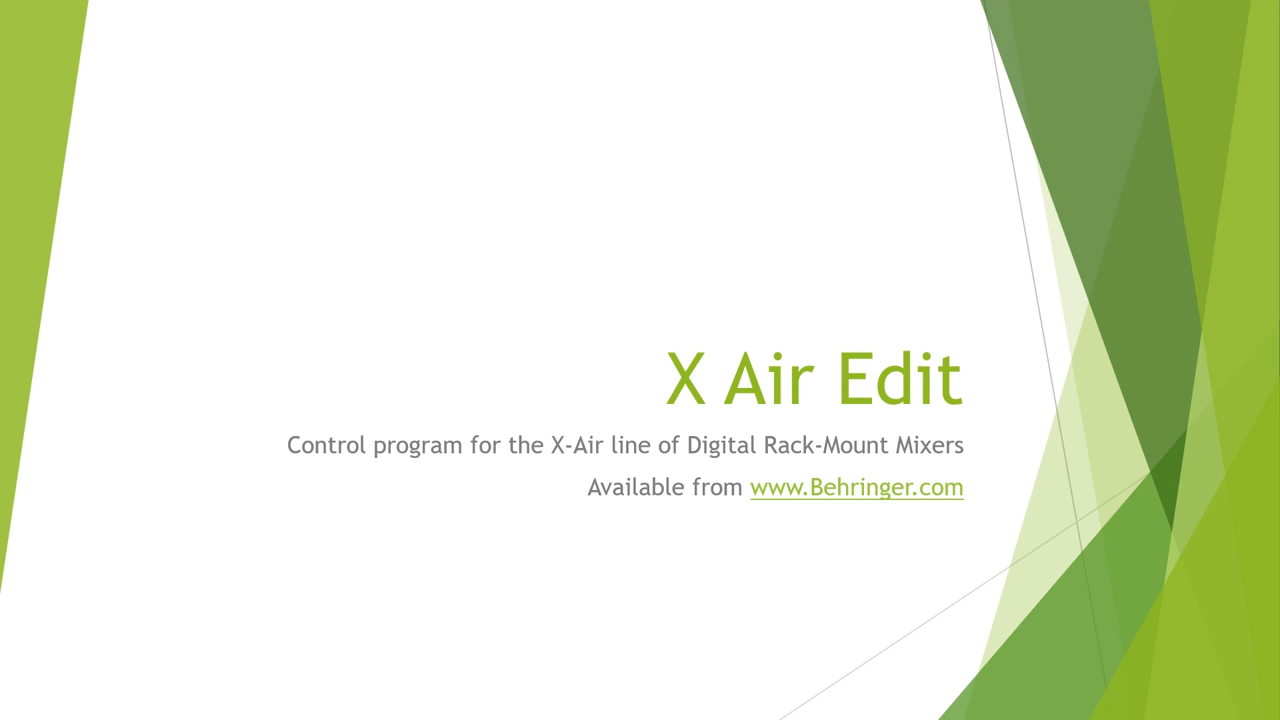 X Air Edit
Control program for the X-Air line of Digital Rack-Mount Mixers
Available from www.Behringer.com